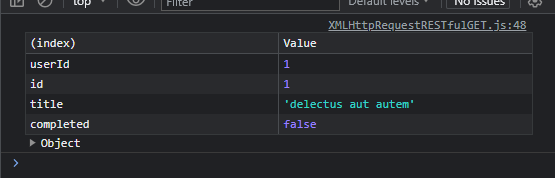 top
Filter
Default levels
No Issues
XMLHttpRequestRESTfulGET.js:48
(index) Value
userId 1
id 1
title 'delectus aut autem'
completed false
Object